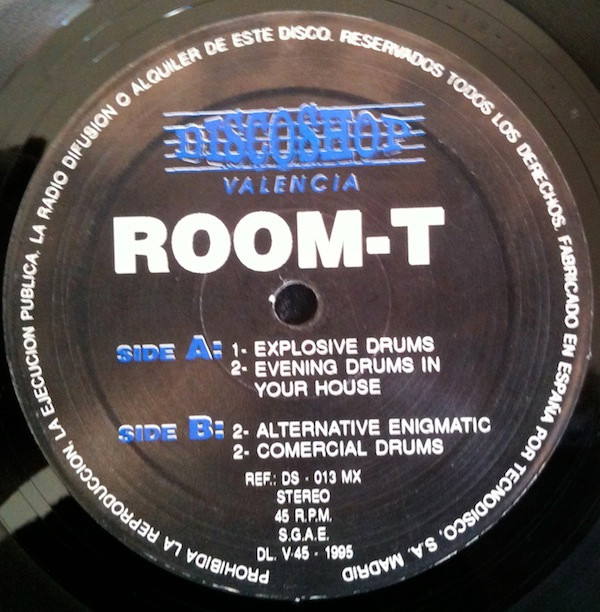 PROHIBIDA LA REPRODUCCION, LA EJECUCION PUBLICA, LA RADIO DIFUSION O ALQUILER DE ESTE DISCO. RESERVADOS TODOS LOS DERECHOS. FABRICADO EN ESPAÑA POR TECNODISCO, S.A. MADRID
DISCOSHOP
VALENCIA
ROOM-T
SIDE A: 1- EXPLOSIVE DRUMS
2- EVENING DRUMS IN
YOUR HOUSE
SIDE B: 2- ALTERNATIVE ENIGMATIC
2- COMERCIAL DRUMS
REF.: DS - 013 MX
STEREO
45 R.P.M.
S.G.A.E.
DL. V-45 - 1995